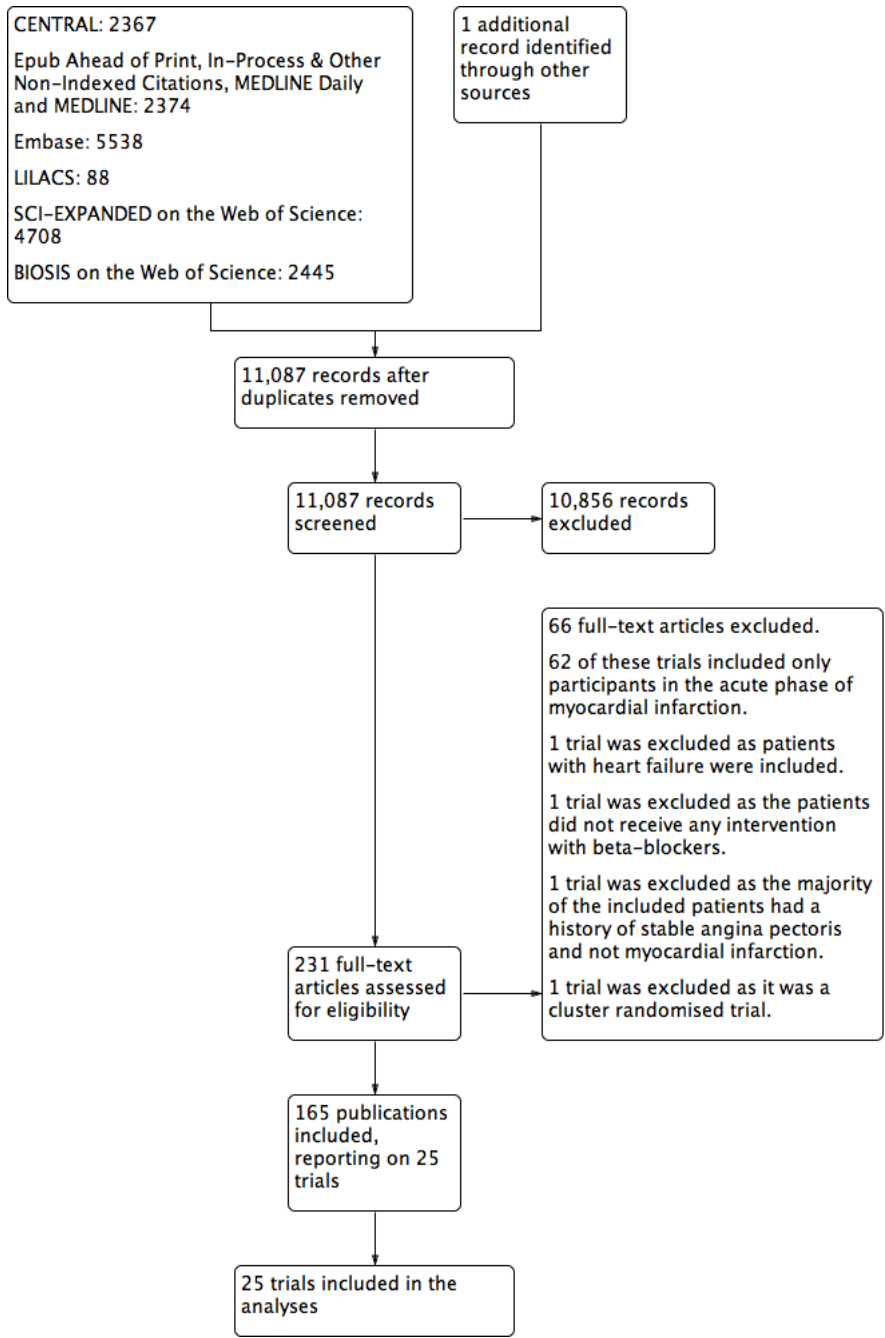 CENTRAL: 2367
Epub Ahead of Print, In-Process & Other
Non-Indexed Citations, MEDLINE Daily
and MEDLINE: 2374
Embase: 5538
LILACS: 88
SCI-EXPANDED on the Web of Science:
4708
BIOSIS on the Web of Science: 2445
1 additional
record identified
through other
sources
11,087 records after
duplicates removed
11,087 records
screened
10,856 records
excluded
66 full-text articles excluded.
62 of these trials included only
participants in the acute phase of
myocardial infarction.
1 trial was excluded as patients
with heart failure were included.
1 trial was excluded as the patients
did not receive any intervention
with beta-blockers.
1 trial was excluded as the majority
of the included patients had a
history of stable angina pectoris
and not myocardial infarction.
1 trial was excluded as it was a
cluster randomised trial.
231 full-text
articles assessed
for eligibility
165 publications
included,
reporting on 25
trials
25 trials included in the
analyses